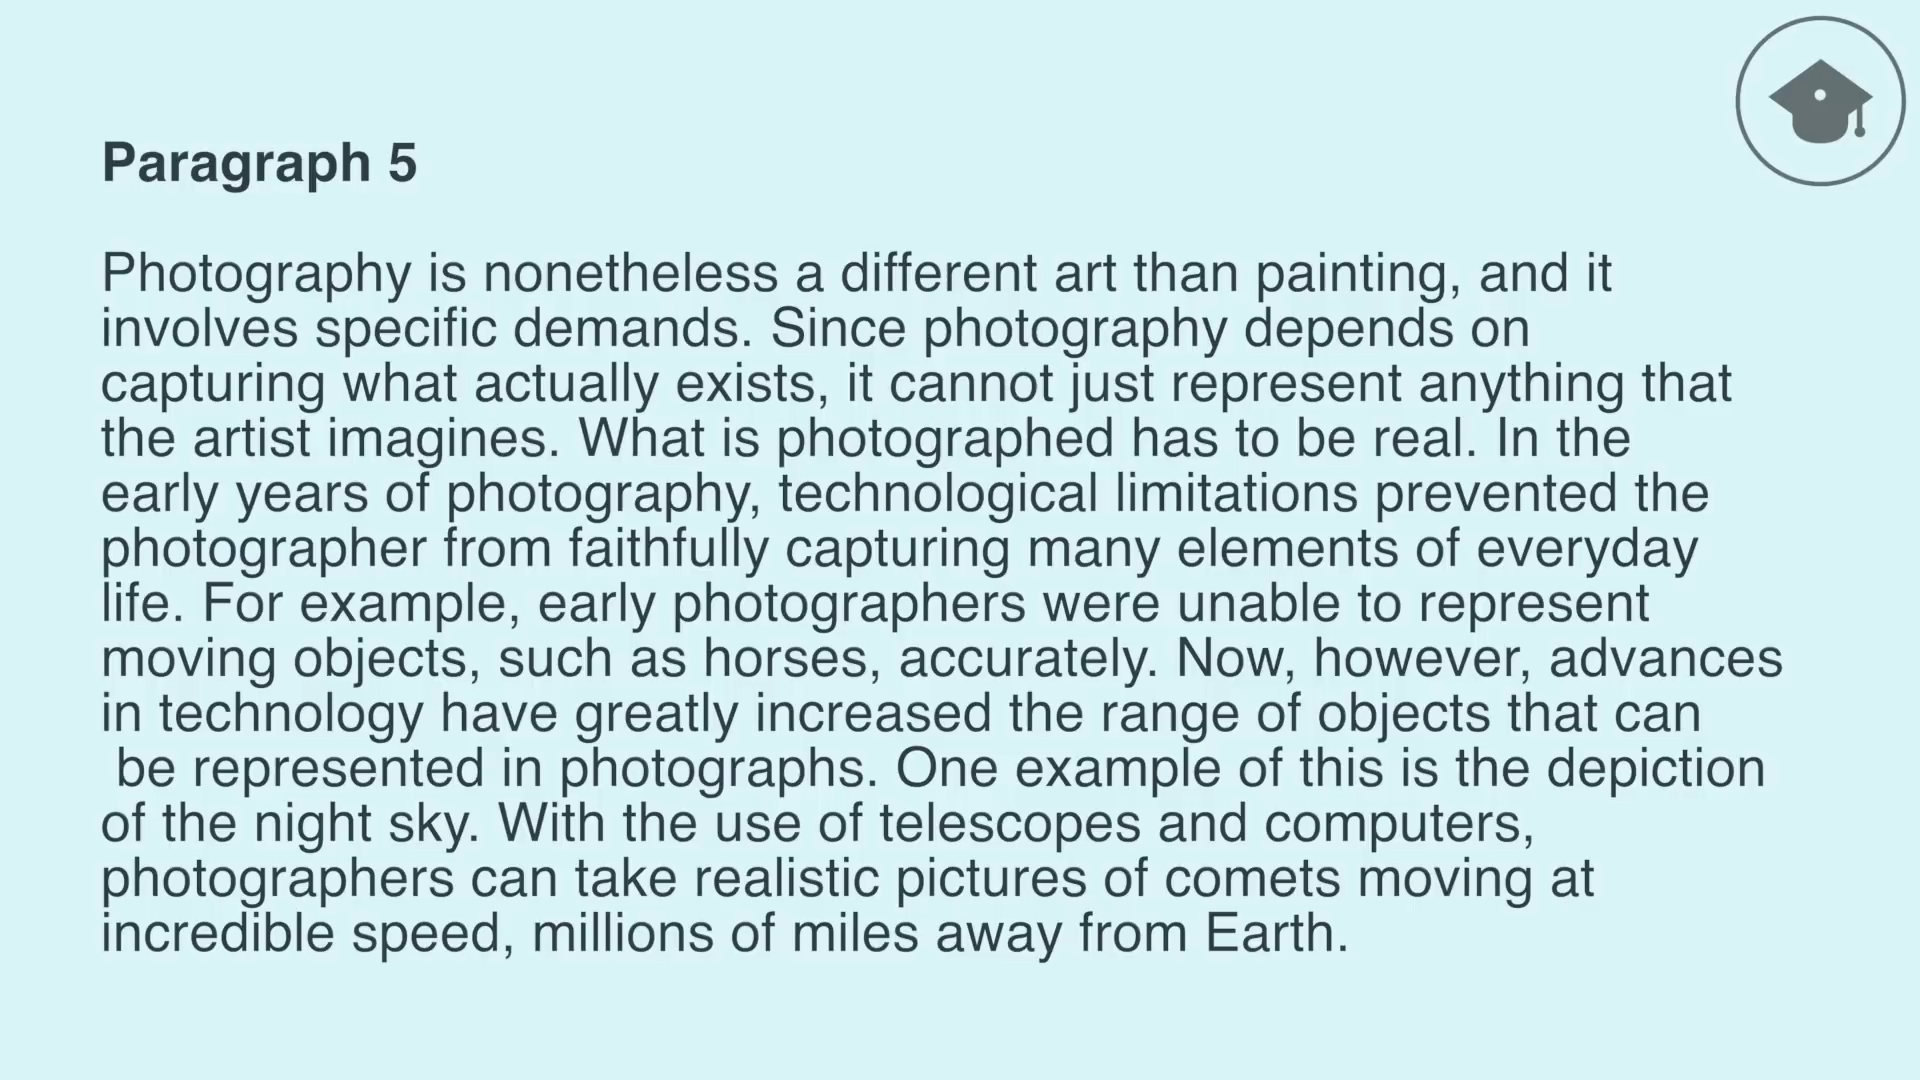 Paragraph 5
Photography is nonetheless a different art than painting, and it
involves specific demands. Since photography depends on
capturing what actually exists, it cannot just represent anything that
the artist imagines. What is photographed has to be real. In the
early years of photography, technological limitations prevented the
photographer from faithfully capturing many elements of everyday
life. For example, early photographers were unable to represent
moving objects, such as horses, accurately. Now, however, advances
in technology have greatly increased the range of objects that can
be represented in photographs. One example of this is the depiction
of the night sky. With the use of telescopes and computers,
photographers can take realistic pictures of comets moving at
incredible speed, millions of miles away from Earth.